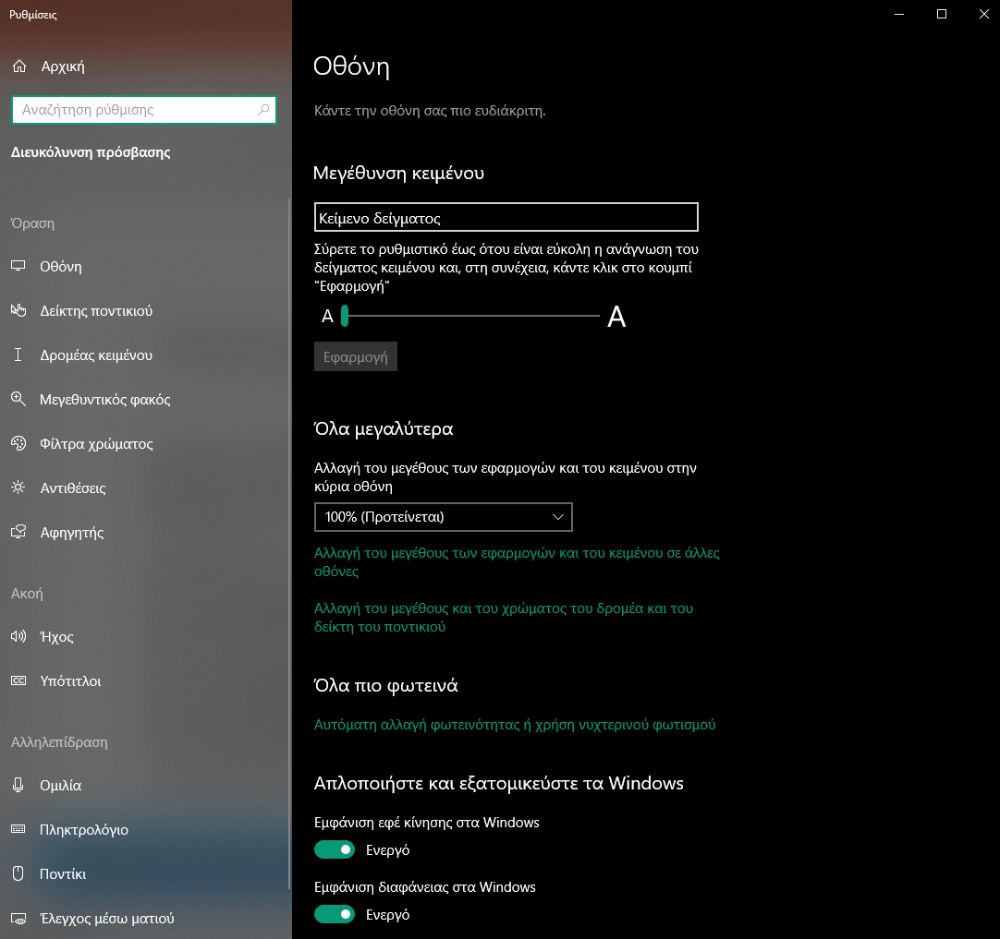 Ρυθμίσεις
Αρχική
Αναζήτηση ρύθμισης
Διευκόλυνση πρόσβασης
Όραση
Οθόνη
Δείκτης ποντικιού
Δρομέας κειμένου
Μεγεθυντικός φακός
Φίλτρα χρώματος
Αντιθέσεις
Αφηγητής
Ακοή
Ήχος
Υπότιτλοι
Αλληλεπίδραση
Ομιλία
Πληκτρολόγιο
Ποντίκι
Έλεγχος μέσω ματιού
Οθόνη
Κάντε την οθόνη σας πιο ευδιάκριτη.
Μεγέθυνση κειμένου
Κείμενο δείγματος
Σύρετε το ρυθμιστικό έως ότου είναι εύκολη η ανάγνωση του
δείγματος κειμένου και, στη συνέχεια, κάντε κλικ στο κουμπί
"Εφαρμογή"
A A
Εφαρμογή
Όλα μεγαλύτερα
Αλλαγή του μεγέθους των εφαρμογών και του κειμένου στην
κύρια οθόνη
100% (Προτείνεται)
Αλλαγή του μεγέθους των εφαρμογών και του κειμένου σε άλλες
οθόνες
Αλλαγή του μεγέθους και του χρώματος του δρομέα και του
δείκτη του ποντικιού
Όλα πιο φωτεινά
Αυτόματη αλλαγή φωτεινότητας ή χρήση νυχτερινού φωτισμού
Απλοποιήστε και εξατομικεύστε τα Windows
Εμφάνιση εφέ κίνησης στα Windows
Ενεργό
Εμφάνιση διαφάνειας στα Windows
Ενεργό